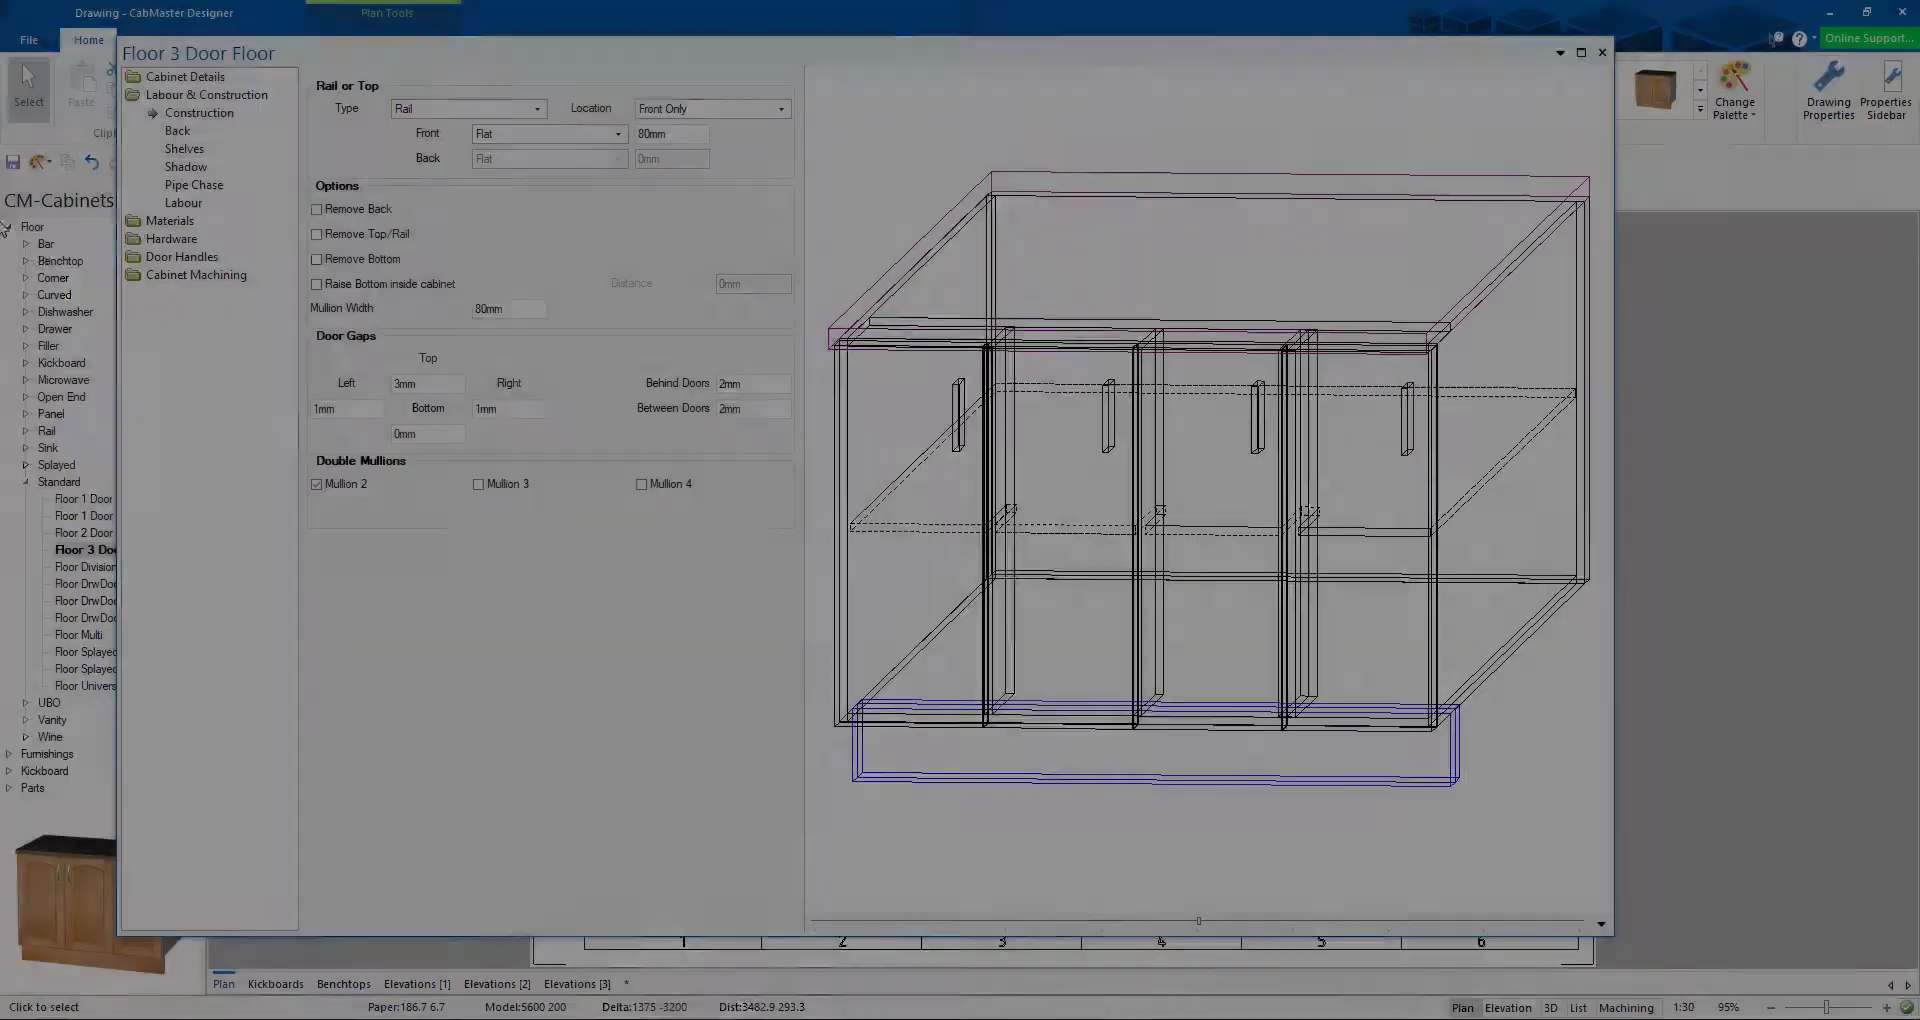 Drawing - CabMaster Designer
Plan Tools
File
Home
Online Support...
Select
Paste
Change Palette
Drawing Properties
Properties Sidebar
CM-Cabinets
Floor
Bar
Benchtop
Corner
Curved
Dishwasher
Drawer
Filler
Kickboard
Microwave
Open End
Panel
Rail
Sink
Splayed
Standard
Floor 1 Door
Floor 1 Door
Floor 2 Door
Floor 3 Doo
Floor Division
Floor DrwDoo
Floor DrwDoo
Floor DrwDoo
Floor Multi
Floor Splayed
Floor Splayed
Floor Univers
UBO
Vanity
Wine
Furnishings
Kickboard
Parts
Floor 3 Door Floor
Cabinet Details
Labour & Construction
Construction
Back
Shelves
Shadow
Pipe Chase
Labour
Materials
Hardware
Door Handles
Cabinet Machining
Rail or Top
Type Rail Location Front Only
Front Flat 80mm
Back Flat 0mm
Options
Remove Back
Remove Top/Rail
Remove Bottom
Raise Bottom inside cabinet Distance 0mm
Mullion Width 80mm
Door Gaps
Top
Left 3mm Right Behind Doors 2mm
1mm Bottom 1mm Between Doors 2mm
0mm
Double Mullions
Mullion 2 Mullion 3 Mullion 4
1 2 3 4 5 6
Plan Kickboards Benchtops Elevations [1] Elevations [2] Elevations [3] *
Click to select Paper:186.7 6.7 Model:5600 200 Delta:1375 -3200 Dist:3482.9 293.3 Plan Elevation 3D List Machining 1:30 95%